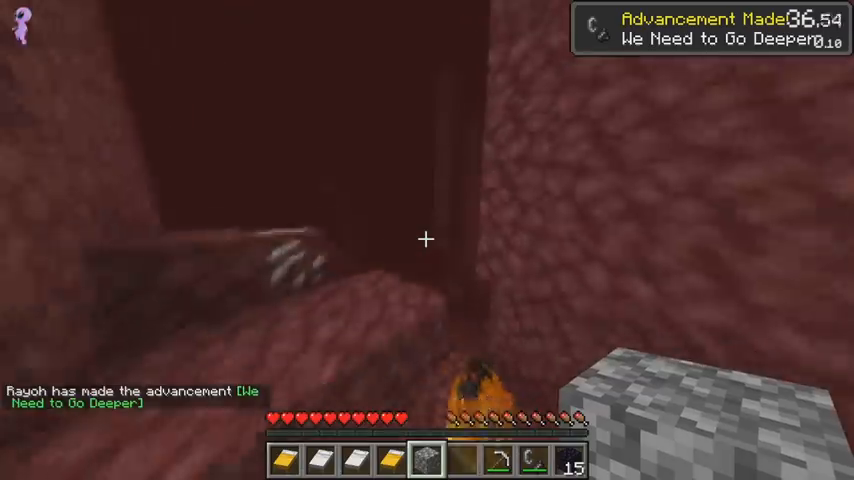 Advancement Made!
36.54
We Need to Go Deeper
0.10
Rayoh has made the advancement [We
Need to Go Deeper]
15